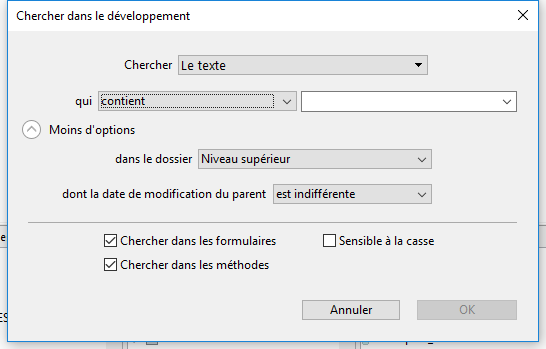 Chercher dans le développement
Chercher Le texte
qui contient
Moins d'options
dans le dossier Niveau supérieur
dont la date de modification du parent est indifférente
Chercher dans les formulaires Sensible à la casse
Chercher dans les méthodes
Annuler OK